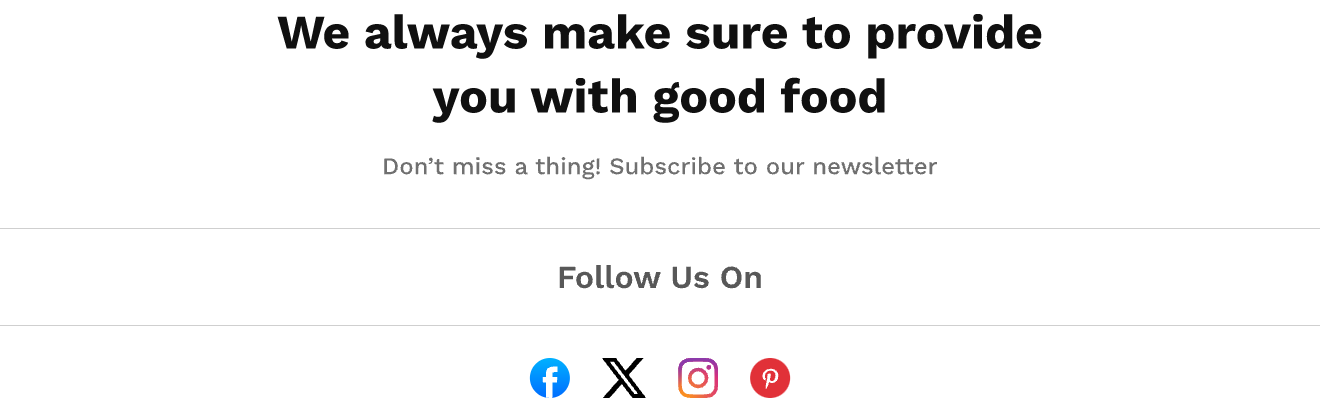 We always make sure to provide
you with good food
Don’t miss a thing! Subscribe to our newsletter
Follow Us On